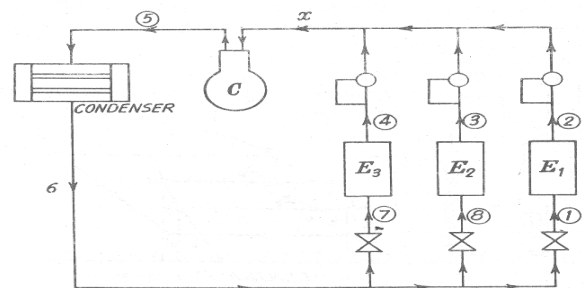 ⑤ x
C
CONDENSER
④ ③ ②
E₃ E₂ E₁
6
⑦ ⑧ ①